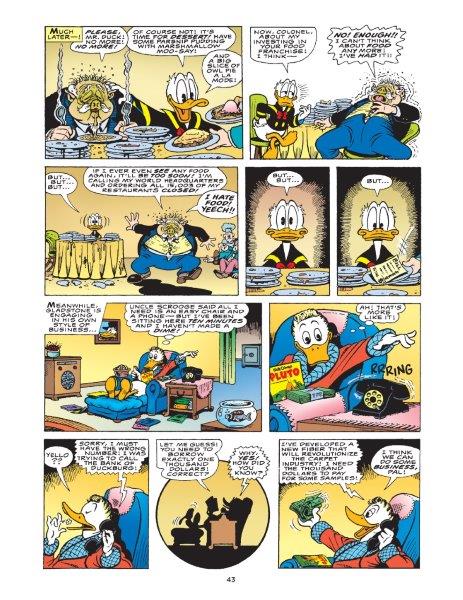 MUCH
LATER—!
PLEASE,
MR. DUCK!
NO MORE!
NO MORE!
OF COURSE NOT! IT'S
TIME FOR DESSERT! HAVE
SOME PARSNIP PUDDING
WITH MARSHMALLOW
MOO-SAY!
AND A BIG
SLICE OF
OWL PIE
A LA
MODE!
NOW, COLONEL,
ABOUT MY
INVESTING IN
YOUR FOOD
FRANCHISE!
I THINK—
NO! ENOUGH!!
I CAN'T THINK
ABOUT FOOD
ANY MORE!
I'VE HAD IT!!
BUT...
BUT...
BUT...
IF I EVER EVEN SEE ANY FOOD
AGAIN, IT'LL BE TOO SOON! I'M
CALLING MY WORLD HEADQUARTERS
AND ORDERING ALL 15,003 OF MY
RESTAURANTS CLOSED!
I HATE
FOOD!
YEECH!!
BUT...
BUT...
BUT...
MEANWHILE,
GLADSTONE IS
ENGAGING
IN HIS OWN
STYLE OF
BUSINESS...
UNCLE SCROOGE SAID ALL I
NEED IS AN EASY CHAIR AND
A PHONE— BUT I'VE BEEN
SITTING HERE TEN MINUTES
AND I HAVEN'T MADE A
DIME!
AH! THAT'S
MORE
LIKE IT!
PLUTO
RRRING
YELLO
??
SORRY, I MUST
HAVE THE WRONG
NUMBER! I WAS
TRYING TO CALL
THE BANK OF
DUCKBURG!
LET ME GUESS!
YOU NEED TO
BORROW
EXACTLY ONE
THOUSAND
DOLLARS!
CORRECT?
WHY,
YES!
HOW DID
YOU
KNOW?
I'VE DEVELOPED A
NEW FIBER THAT
WILL REVOLUTIONIZE
THE CARPET
INDUSTRY! I NEED
THE THOUSAND
DOLLARS TO PAY
FOR SOME SAMPLES!
I THINK
WE CAN
DO SOME
BUSINESS,
PAL!
43